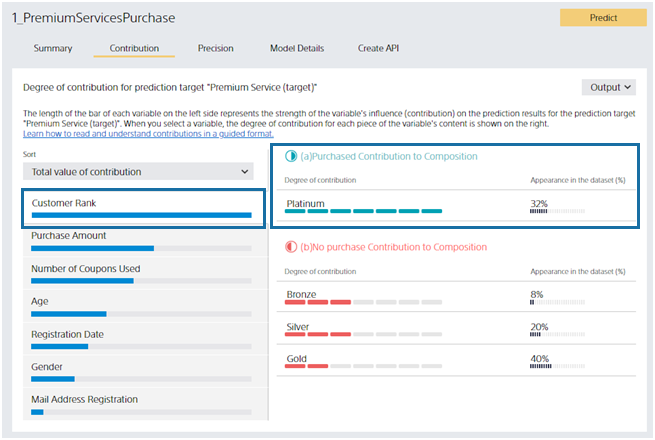 1_PremiumServicesPurchase
Predict
Summary
Contribution
Precision
Model Details
Create API
Degree of contribution for prediction target "Premium Service (target)"
Output
The length of the bar of each variable on the left side represents the strength of the variable's influence (contribution) on the prediction results for the prediction target
"Premium Service (target)". When you select a variable, the degree of contribution for each piece of the variable's content is shown on the right.
Learn how to read and understand contributions in a guided format.
Sort
Total value of contribution
Customer Rank
Purchase Amount
Number of Coupons Used
Age
Registration Date
Gender
Mail Address Registration
(a)Purchased Contribution to Composition
Degree of contribution
Appearance in the dataset (%)
Platinum
32%
(b)No purchase Contribution to Composition
Degree of contribution
Appearance in the dataset (%)
Bronze
8%
Silver
20%
Gold
40%